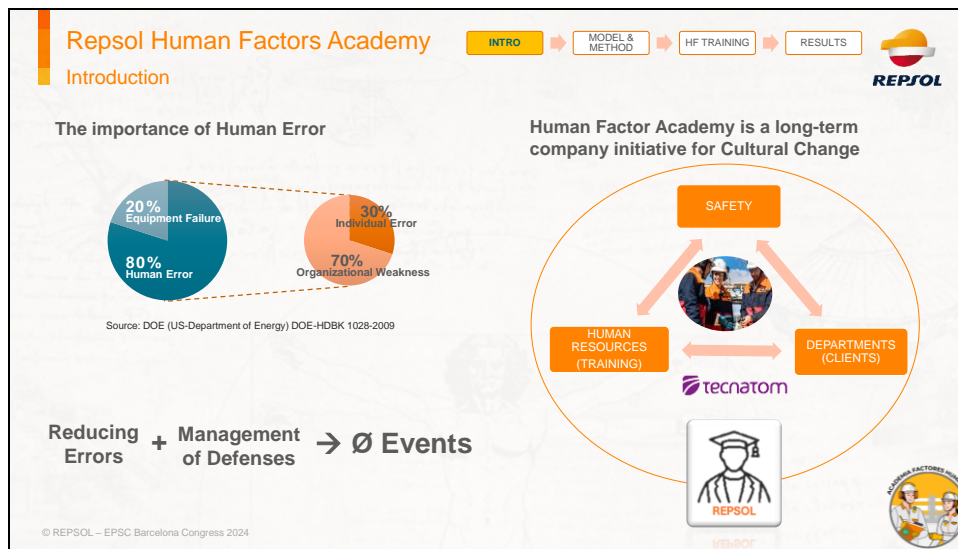 Repsol Human Factors Academy
Introduction
INTRO
MODEL &
METHOD
HF TRAINING
RESULTS
REPSOL
The importance of Human Error
20%
Equipment Failure
80%
Human Error
30%
Individual Error
70%
Organizational Weakness
Source: DOE (US-Department of Energy) DOE-HDBK 1028-2009
Reducing
Errors
+
Management
of Defenses
→ Ø Events
Human Factor Academy is a long-term
company initiative for Cultural Change
SAFETY
HUMAN
RESOURCES
(TRAINING)
DEPARTMENTS
(CLIENTS)
tecnatom
REPSOL
ACADEMIA FACTORES
© REPSOL – EPSC Barcelona Congress 2024